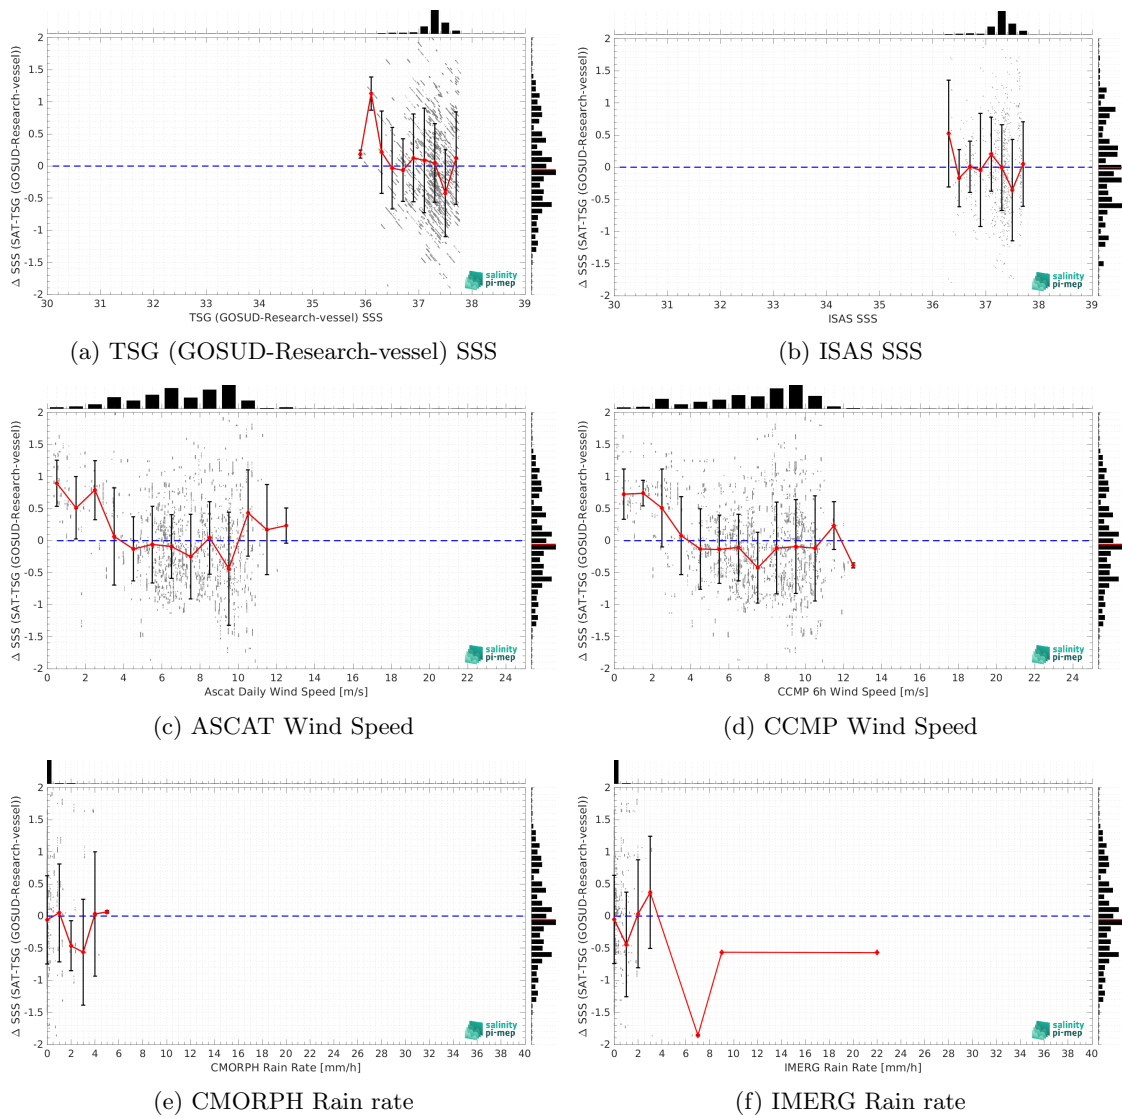 Δ SSS (SAT-TSG (GOSUD-Research-vessel))
2
1.5
1
0.5
0
-0.5
-1
-1.5
-2
30 31 32 33 34 35 36 37 38 39
TSG (GOSUD-Research-vessel) SSS
salinity
pi-mep
(a) TSG (GOSUD-Research-vessel) SSS
Δ SSS (SAT-TSG (GOSUD-Research-vessel))
2
1.5
1
0.5
0
-0.5
-1
-1.5
-2
30 31 32 33 34 35 36 37 38 39
ISAS SSS
salinity
pi-mep
(b) ISAS SSS
Δ SSS (SAT-TSG (GOSUD-Research-vessel))
2
1.5
1
0.5
0
-0.5
-1
-1.5
-2
0 2 4 6 8 10 12 14 16 18 20 22 24
Ascat Daily Wind Speed [m/s]
salinity
pi-mep
(c) ASCAT Wind Speed
Δ SSS (SAT-TSG (GOSUD-Research-vessel))
2
1.5
1
0.5
0
-0.5
-1
-1.5
-2
0 2 4 6 8 10 12 14 16 18 20 22 24
CCMP 6h Wind Speed [m/s]
salinity
pi-mep
(d) CCMP Wind Speed
Δ SSS (SAT-TSG (GOSUD-Research-vessel))
2
1.5
1
0.5
0
-0.5
-1
-1.5
-2
0 2 4 6 8 10 12 14 16 18 20 22 24 26 28 30 32 34 36 38 40
CMORPH Rain Rate [mm/h]
salinity
pi-mep
(e) CMORPH Rain rate
Δ SSS (SAT-TSG (GOSUD-Research-vessel))
2
1.5
1
0.5
0
-0.5
-1
-1.5
-2
0 2 4 6 8 10 12 14 16 18 20 22 24 26 28 30 32 34 36 38 40
IMERG Rain Rate [mm/h]
salinity
pi-mep
(f) IMERG Rain rate